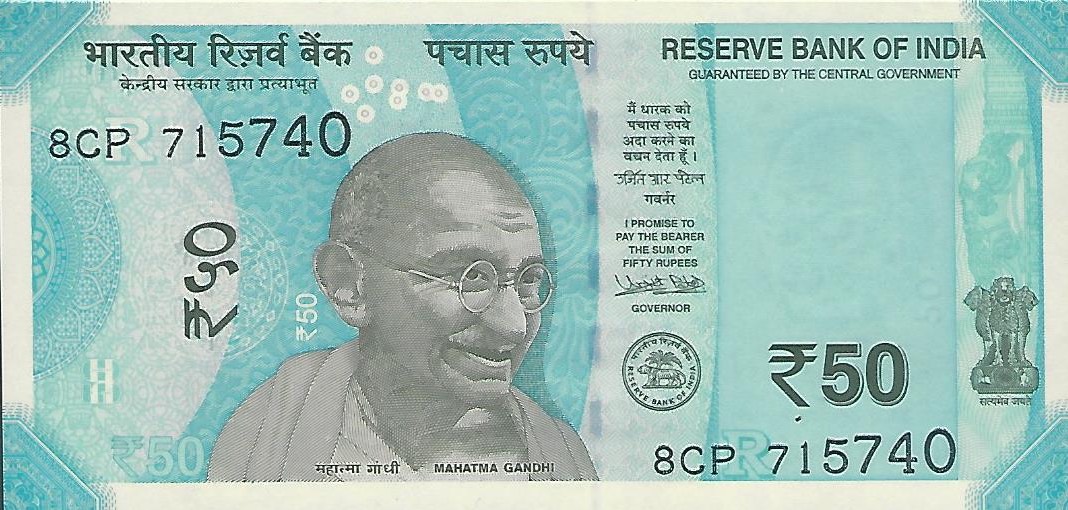 भारतीय रिज़र्व बैंक
केन्द्रीय सरकार द्वारा प्रत्याभूत
पचास रुपये
RESERVE BANK OF INDIA
GUARANTEED BY THE CENTRAL GOVERNMENT
8CP 715740
₹५०
₹50
मैं धारक को
पचास रुपये
अदा करने का
वचन देता हूँ ।
उर्जित आर पटेल
गवर्नर
I PROMISE TO
PAY THE BEARER
THE SUM OF
FIFTY RUPEES
GOVERNOR
भारतीय रिज़र्व बैंक
RESERVE BANK OF INDIA
₹50
सत्यमेव जयते
₹50
महात्मा गांधी
MAHATMA GANDHI
8CP 715740
R
R